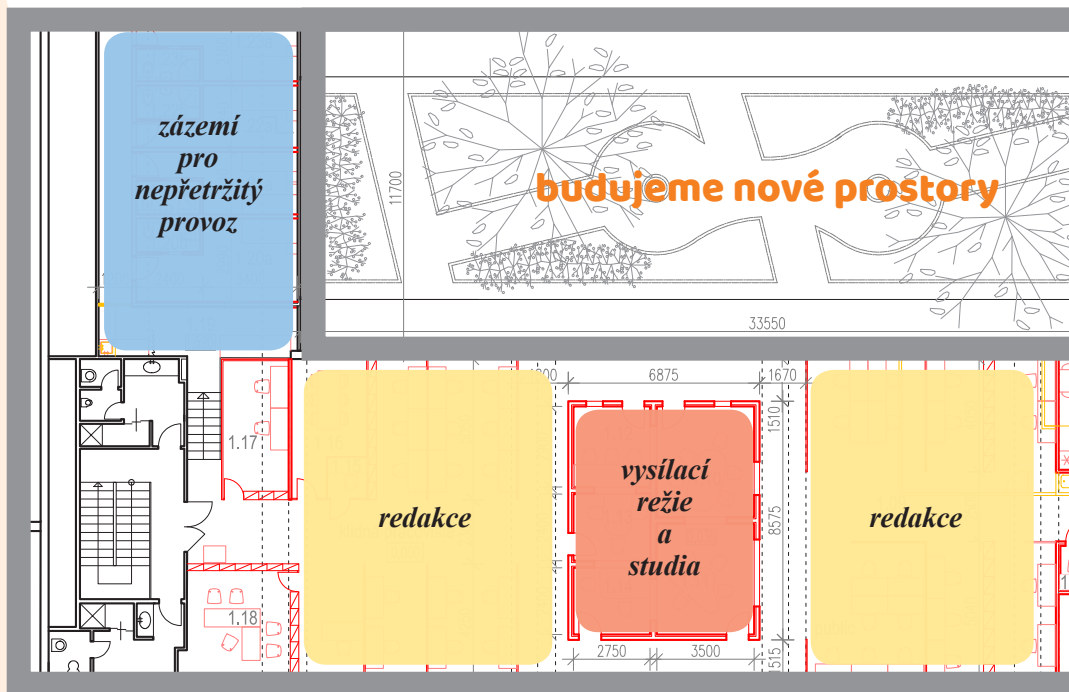 zázemí
pro
nepřetržitý
provoz
11700
budujeme nové prostory
33550
6875
1670
1510
1.17
redakce
vysílací
režie
a
studia
8575
redakce
1.18
2750
3500
1515